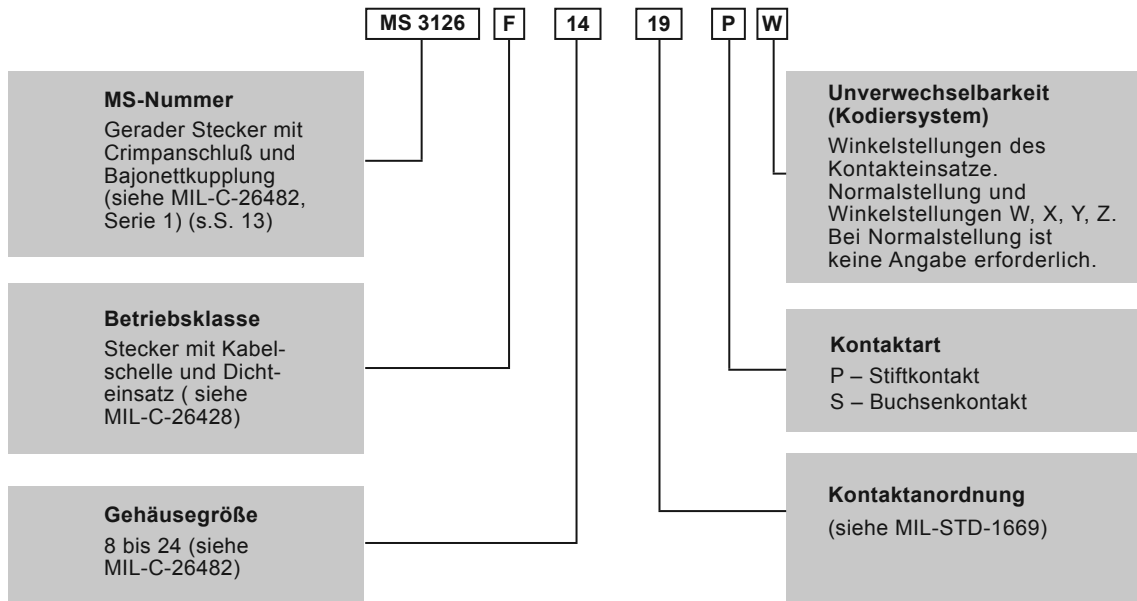 MS 3126 F 14 19 P W
MS-Nummer
Gerader Stecker mit
Crimpanschluß und
Bajonettkupplung
(siehe MIL-C-26482,
Serie 1) (s.S. 13)
Betriebsklasse
Stecker mit Kabel-
schelle und Dicht-
einsatz ( siehe
MIL-C-26428)
Gehäusegröße
8 bis 24 (siehe
MIL-C-26482)
Unverwechselbarkeit
(Kodiersystem)
Winkelstellungen des
Kontakteinsatze.
Normalstellung und
Winkelstellungen W, X, Y, Z.
Bei Normalstellung ist
keine Angabe erforderlich.
Kontaktart
P – Stiftkontakt
S – Buchsenkontakt
Kontaktanordnung
(siehe MIL-STD-1669)